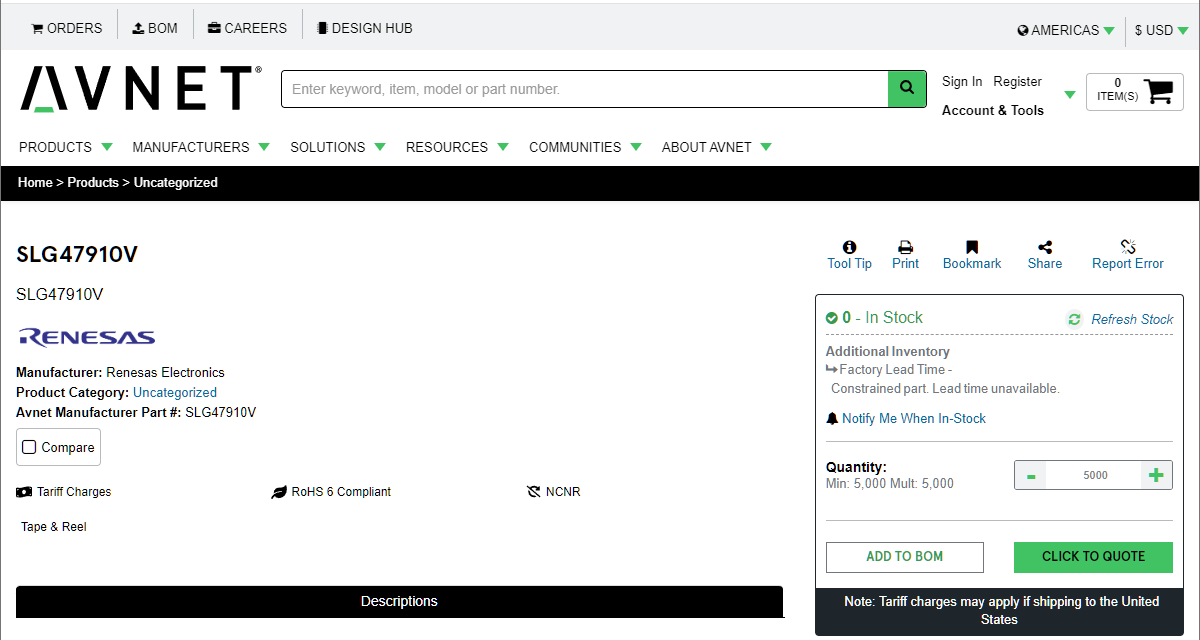 ORDERS BOM CAREERS DESIGN HUB AMERICAS $ USD
AVNET®
Enter keyword, item, model or part number.
Sign In Register
Account & Tools
0
ITEM(S)
PRODUCTS MANUFACTURERS SOLUTIONS RESOURCES COMMUNITIES ABOUT AVNET
Home > Products > Uncategorized
SLG47910V
SLG47910V
RENESAS
Manufacturer: Renesas Electronics
Product Category: Uncategorized
Avnet Manufacturer Part #: SLG47910V
Compare
Tariff Charges RoHS 6 Compliant NCNR
Tape & Reel
Descriptions
Tool Tip Print Bookmark Share Report Error
0 - In Stock Refresh Stock
Additional Inventory
Factory Lead Time -
Constrained part. Lead time unavailable.
Notify Me When In-Stock
Quantity:
Min: 5,000 Mult: 5,000
- 5000 +
ADD TO BOM CLICK TO QUOTE
Note: Tariff charges may apply if shipping to the United
States